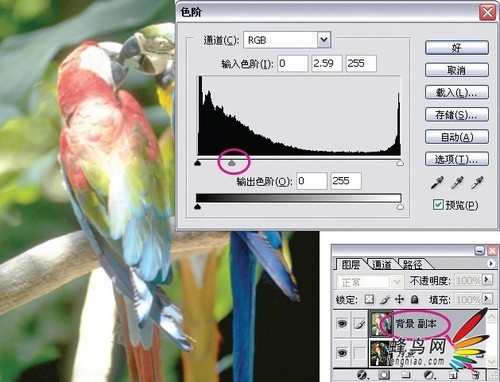 色阶
通道(C): RGB
好
输入色阶(I): 0 2.59 255
取消
载入(L)...
存储(S)...
自动(A)
选项(T)...
输出色阶(O): 0 255
预览(P)
图层 通道 路径
正常 不透明度: 100%
锁定: 填充: 100%
背景 副本
蜂鸟网
fengniao.com